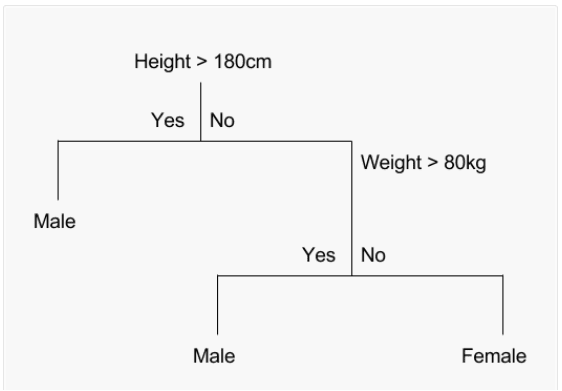 Height > 180cm
Yes No
Weight > 80kg
Male
Yes No
Male Female